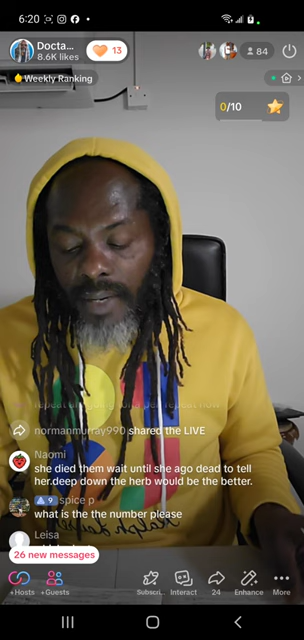 6:20
Docta...
8.6K likes
13
84
Weekly Ranking
0/10
normanmurray990 shared the LIVE
Naomi
she died them wait until she ago dead to tell
her.deep down the herb would be the better.
9 spice p
what is the the number please
Leisa
26 new messages
+Hosts
+Guests
Subscri...
Interact
24
Enhance
More